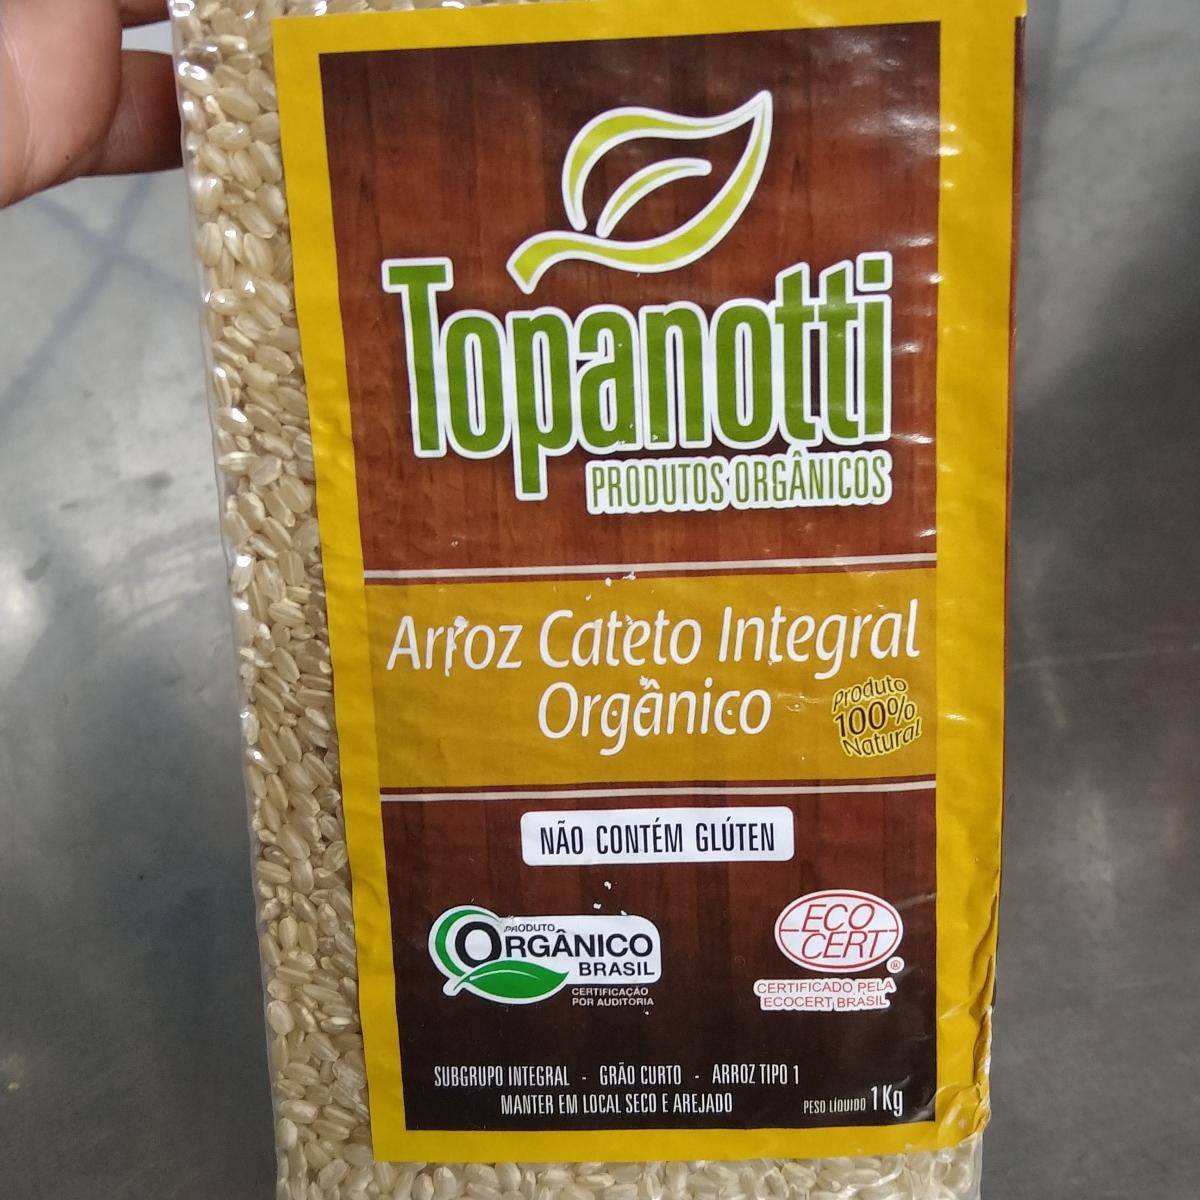 Topanotti
PRODUTOS ORGÂNICOS
Arroz Cateto Integral
Orgânico
Produto
100%
Natural
NÃO CONTÉM GLÚTEN
PRODUTO
ORGÂNICO
BRASIL
CERTIFICAÇÃO
POR AUDITORIA
ECO
CERT
®
CERTIFICADO PELA
ECOCERT BRASIL
SUBGRUPO INTEGRAL - GRÃO CURTO - ARROZ TIPO 1
MANTER EM LOCAL SECO E AREJADO
PESO LÍQUIDO 1Kg